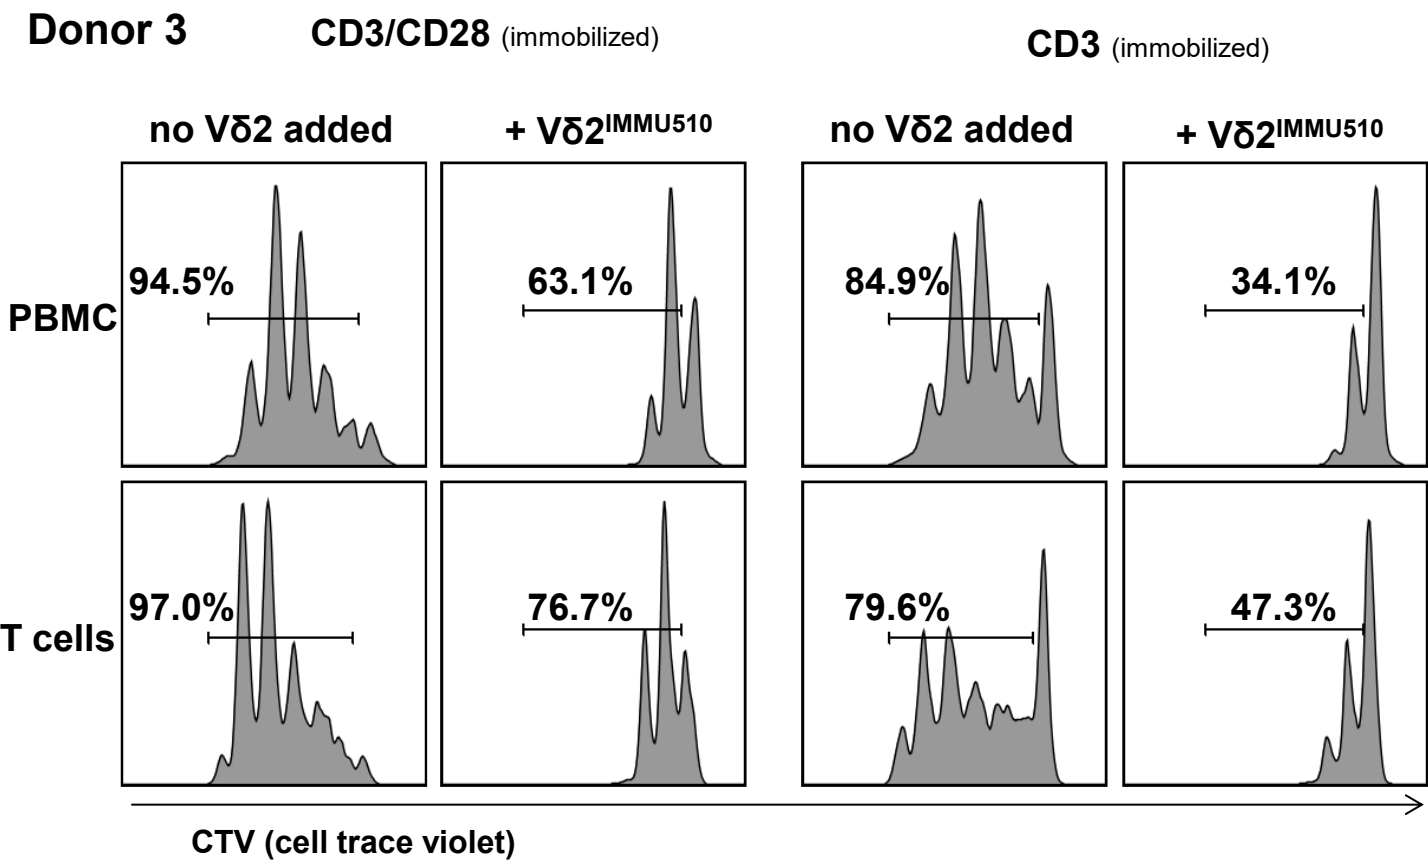 Donor 3
CD3/CD28 (immobilized)
CD3 (immobilized)
no Vδ2 added
+ Vδ2IMMU510
no Vδ2 added
+ Vδ2IMMU510
PBMC
94.5%
63.1%
84.9%
34.1%
T cells
97.0%
76.7%
79.6%
47.3%
CTV (cell trace violet)